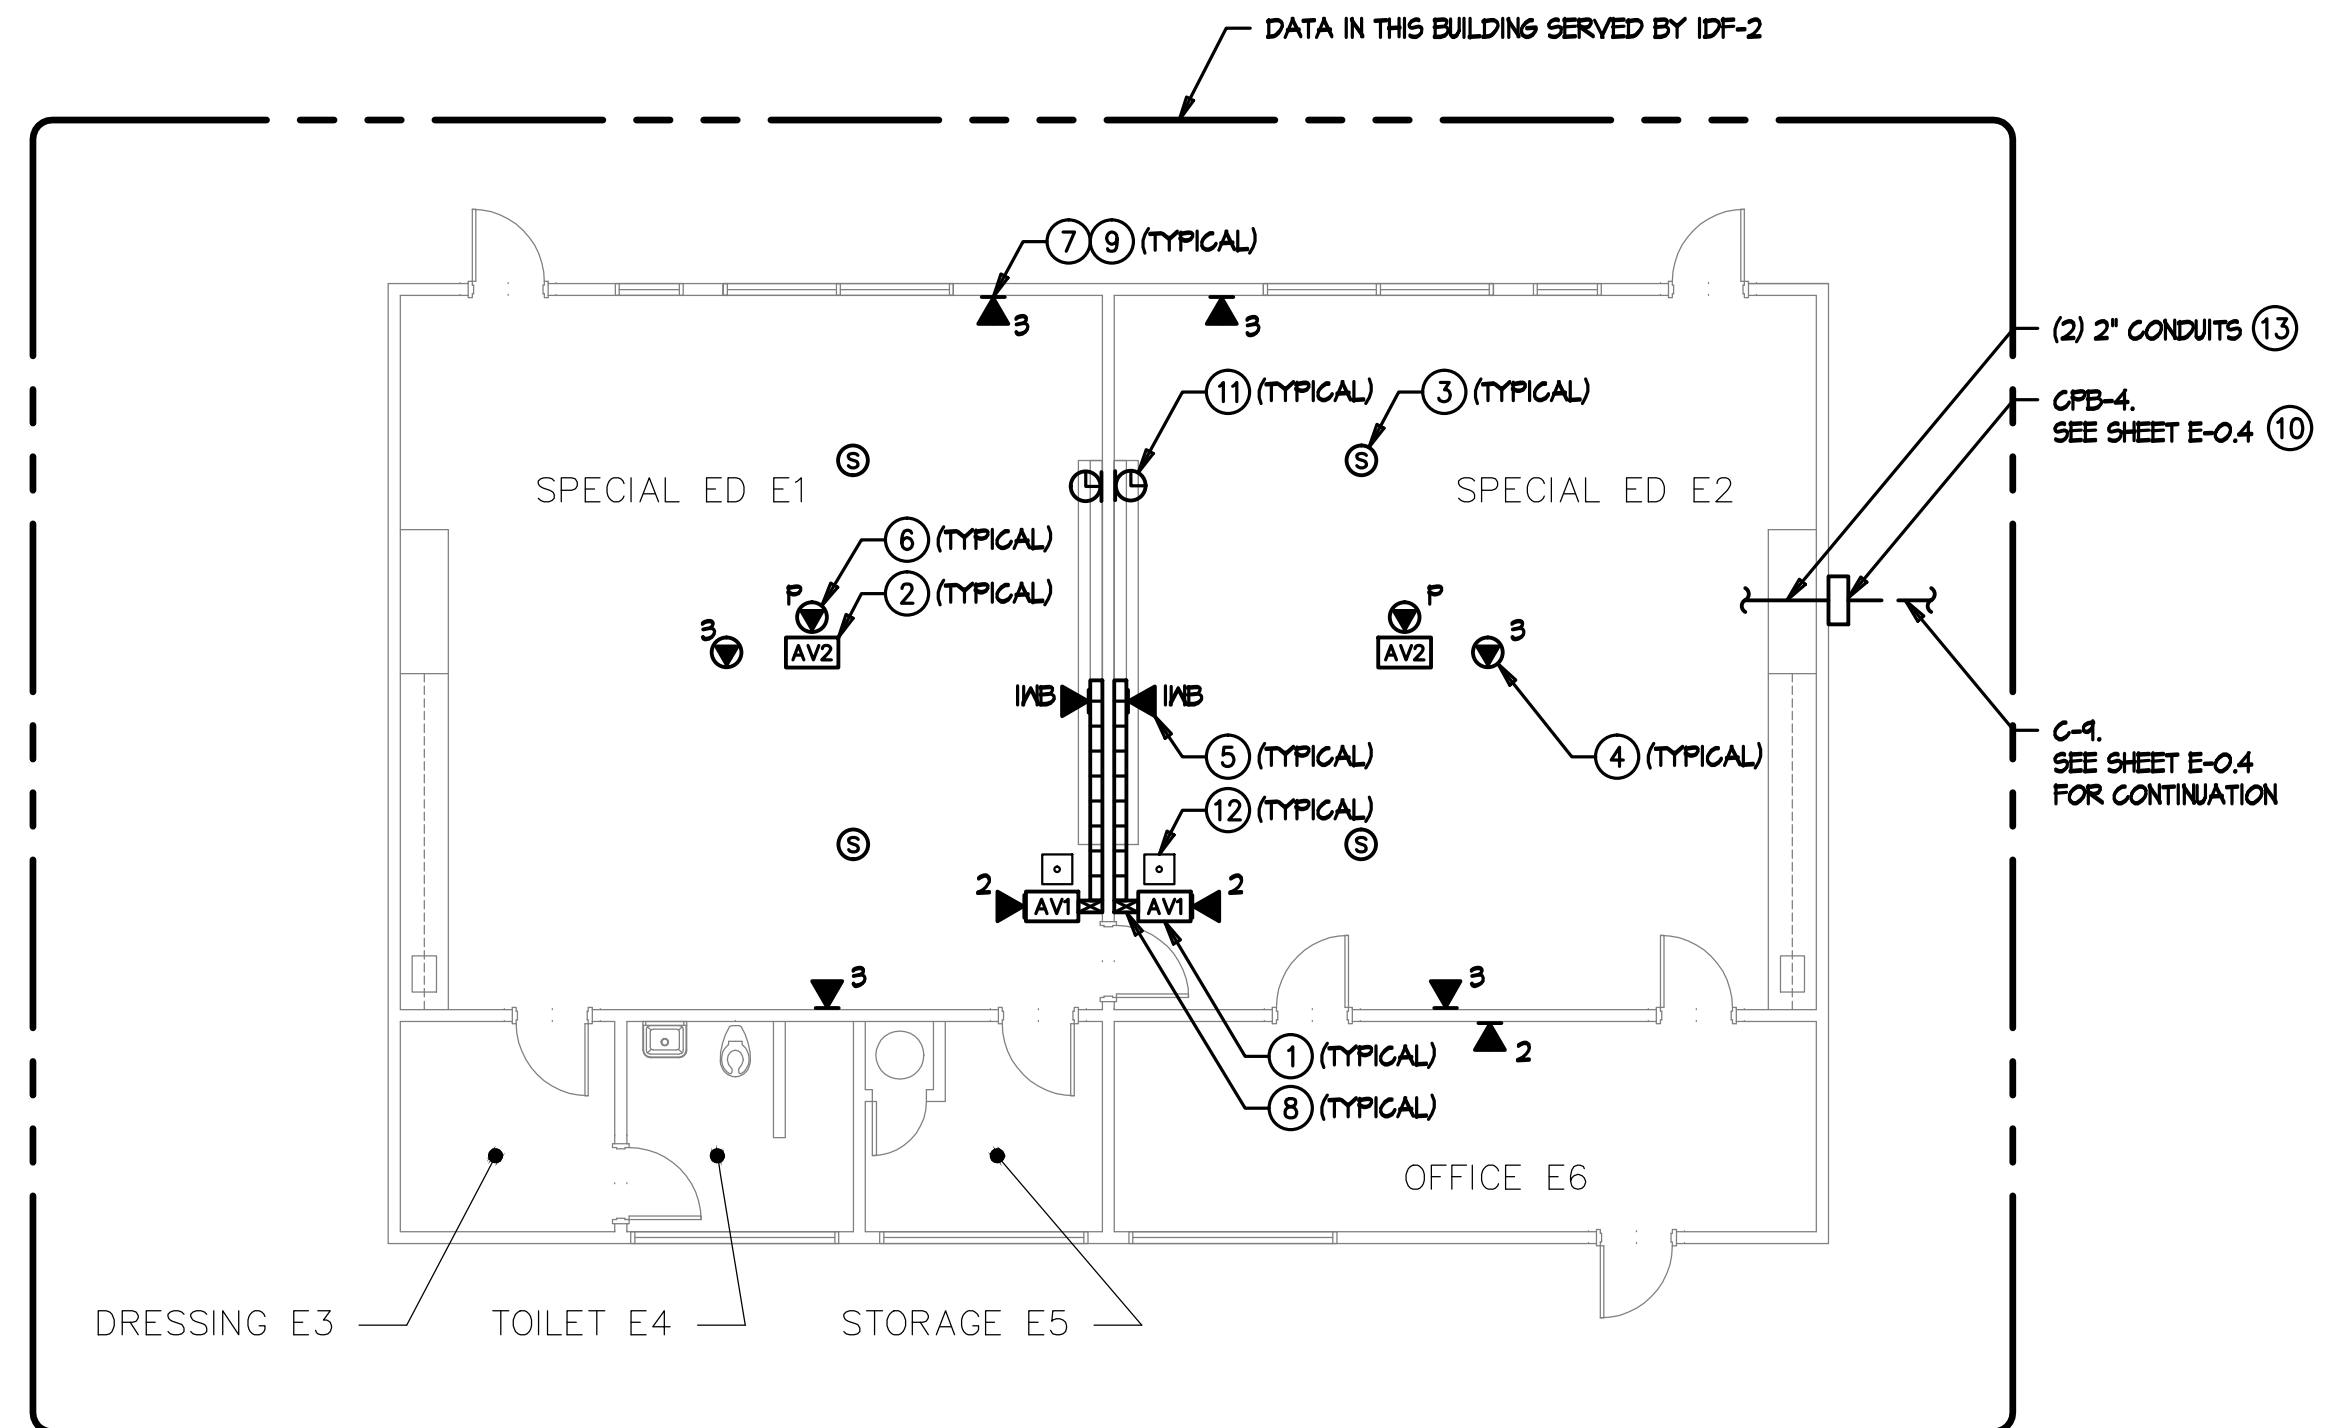 DATA IN THIS BUILDING SERVED BY IDF-2
7 9 (TYPICAL)
3
3
(2) 2" CONDUITS 13
11 (TYPICAL)
3 (TYPICAL)
CPB-4.
SEE SHEET E-0.4 10
S
S
SPECIAL ED E1
SPECIAL ED E2
6 (TYPICAL)
P
2 (TYPICAL)
P
3
AV2
AV2
3
IWB
IWB
C-9.
SEE SHEET E-0.4
FOR CONTINUATION
5 (TYPICAL)
4 (TYPICAL)
12 (TYPICAL)
S
S
2
AV1
AV1
2
3
3
1 (TYPICAL)
2
8 (TYPICAL)
OFFICE E6
DRESSING E3
TOILET E4
STORAGE E5